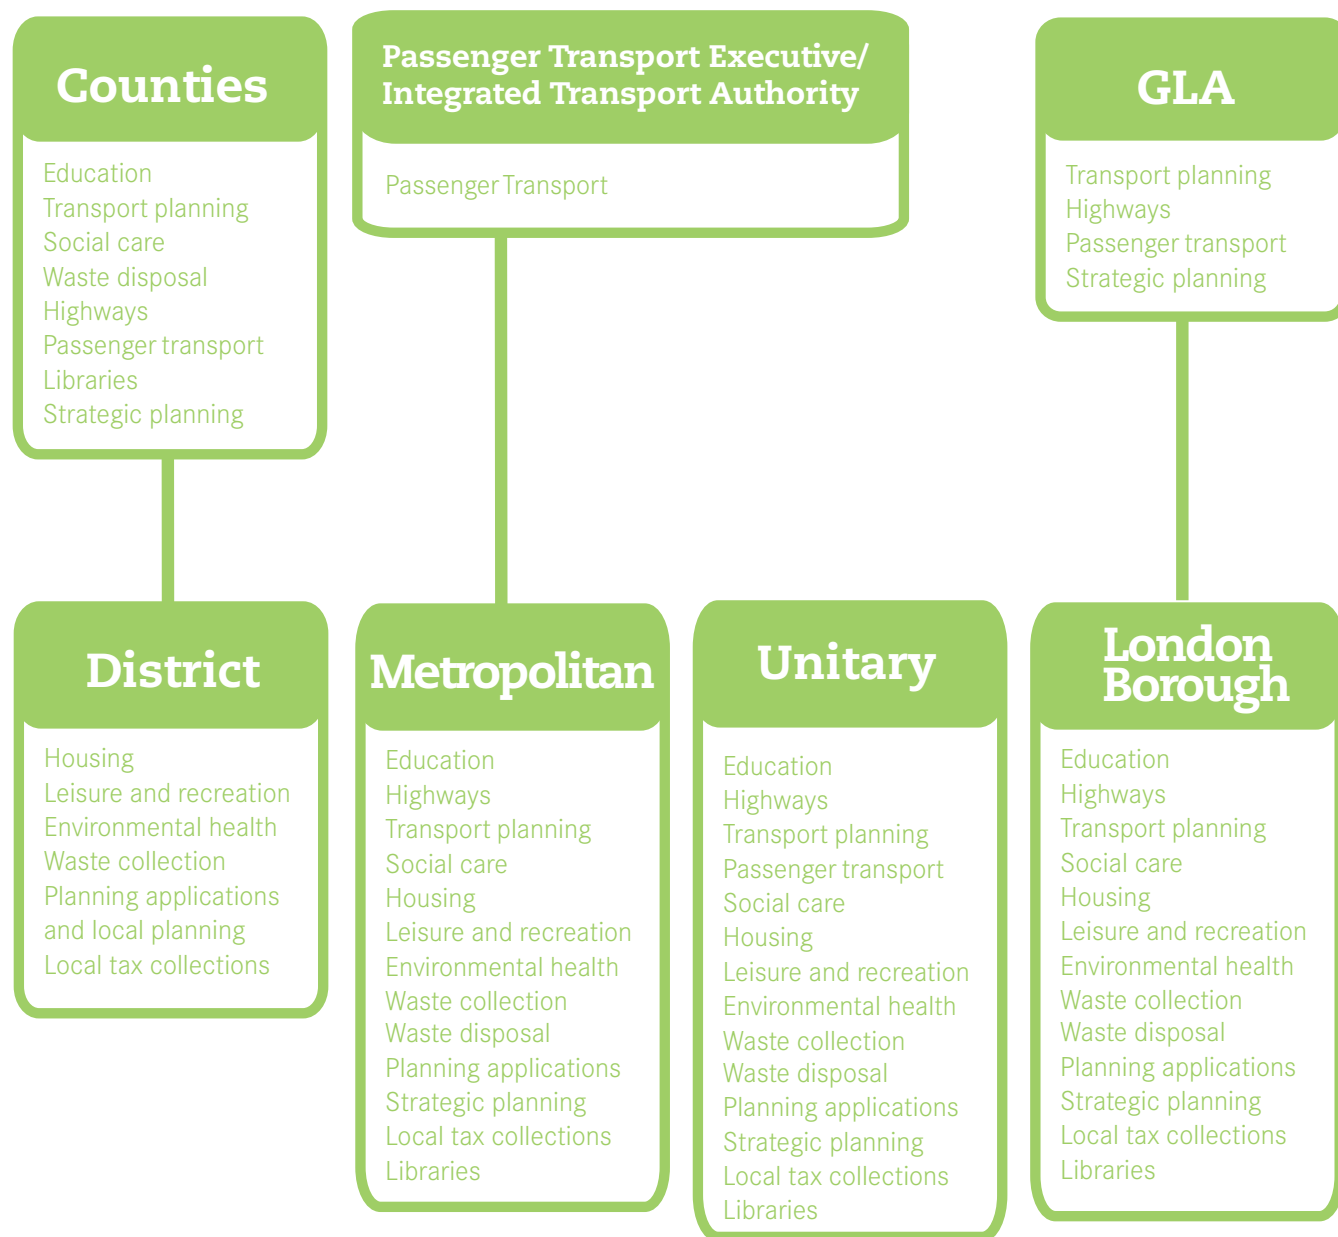 Counties
Education
Transport planning
Social care
Waste disposal
Highways
Passenger transport
Libraries
Strategic planning
Passenger Transport Executive/
Integrated Transport Authority
Passenger Transport
GLA
Transport planning
Highways
Passenger transport
Strategic planning
District
Housing
Leisure and recreation
Environmental health
Waste collection
Planning applications
and local planning
Local tax collections
Metropolitan
Education
Highways
Transport planning
Social care
Housing
Leisure and recreation
Environmental health
Waste collection
Waste disposal
Planning applications
Strategic planning
Local tax collections
Libraries
Unitary
Education
Highways
Transport planning
Passenger transport
Social care
Housing
Leisure and recreation
Environmental health
Waste collection
Waste disposal
Planning applications
Strategic planning
Local tax collections
Libraries
London
Borough
Education
Highways
Transport planning
Social care
Housing
Leisure and recreation
Environmental health
Waste collection
Waste disposal
Planning applications
Strategic planning
Local tax collections
Libraries